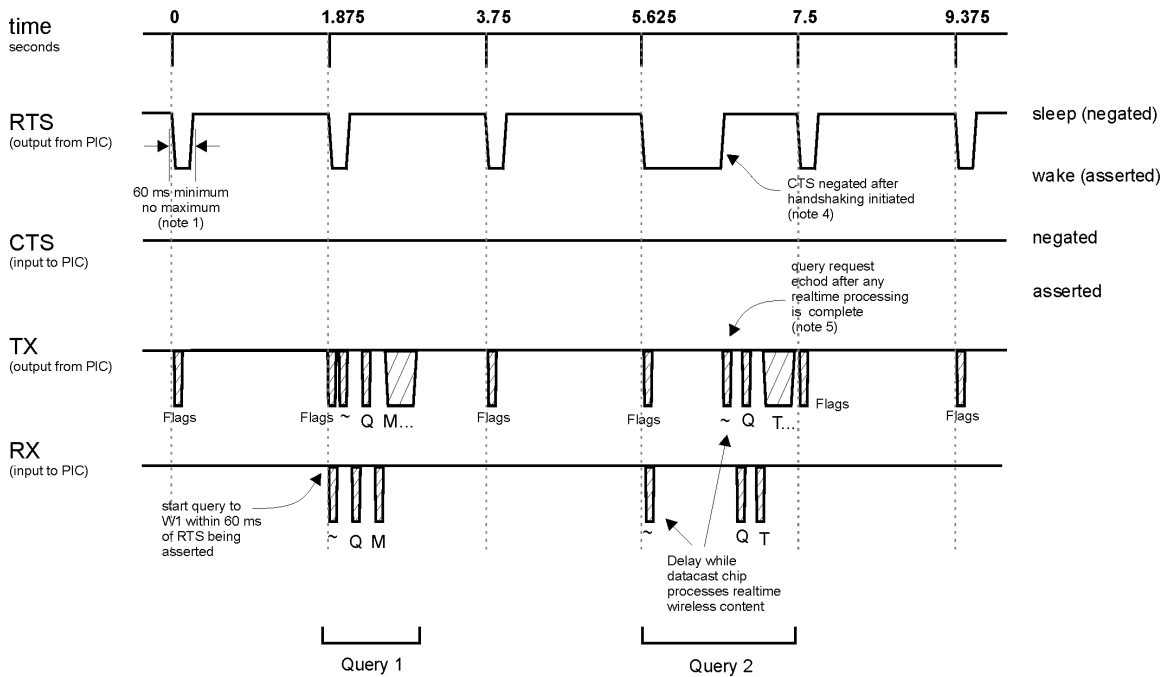 time
seconds
0 1.875 3.75 5.625 7.5 9.375
RTS
(output from PIC)
sleep (negated)
wake (asserted)
60 ms minimum
no maximum
(note 1)
CTS negated after
handshaking initiated
(note 4)
CTS
(input to PIC)
negated
asserted
query request
echod after any
realtime processing
is complete
(note 5)
TX
(output from PIC)
Flags Flags ~ Q M... Flags Flags ~ Q T... Flags Flags
RX
(input to PIC)
start query to
W1 within 60 ms
of RTS being
asserted
~ Q M ~ Q T
Delay while
datacast chip
processes realtime
wireless content
Query 1 Query 2